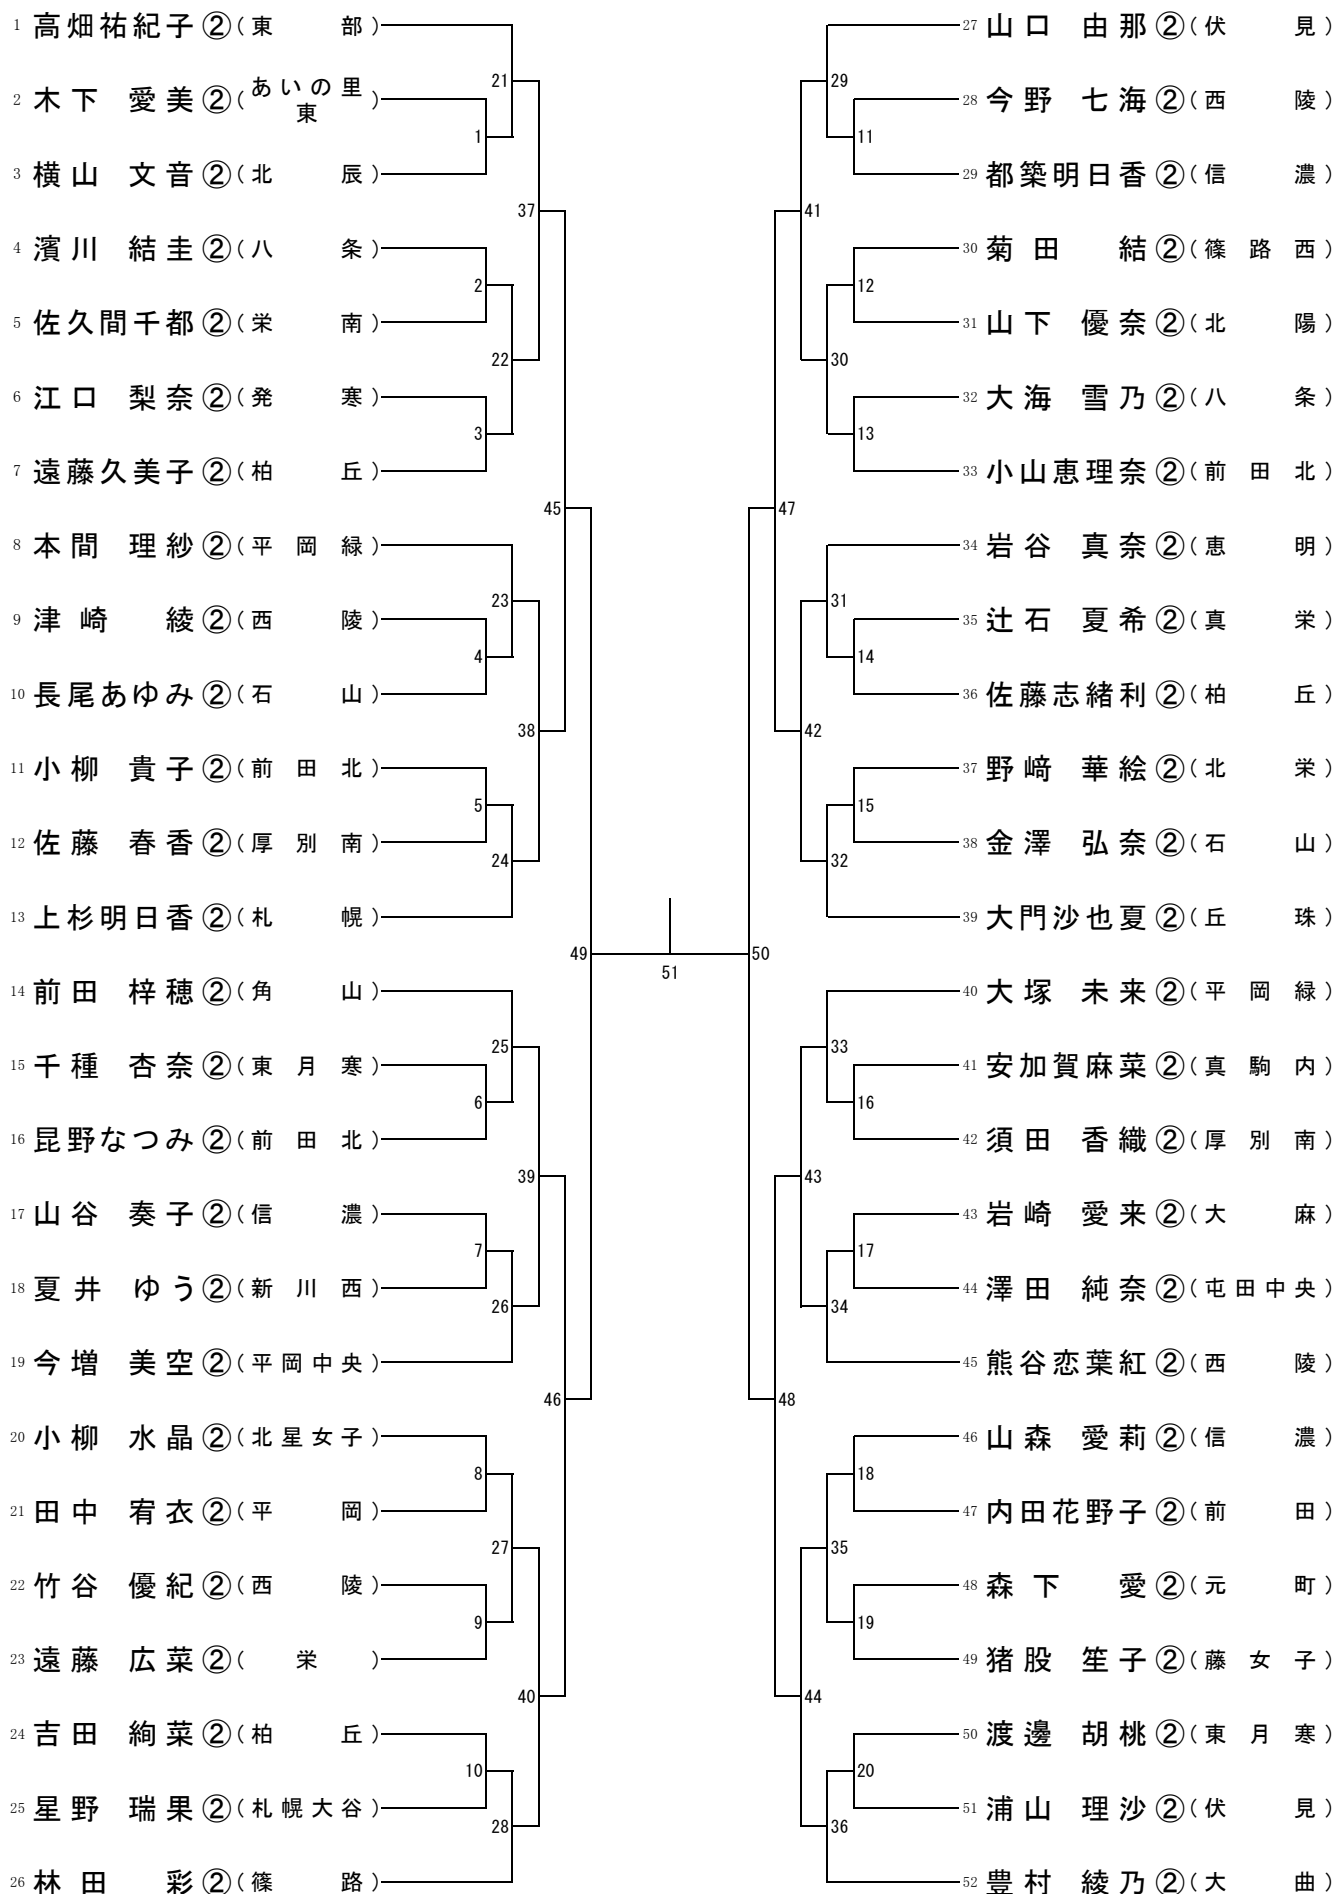 1 高畑祐紀子②(東部)
21
2 木下 愛美②(あいの里東)
1
3 横山 文音②(北辰)
37
4 濱川 結圭②(八条)
2
5 佐久間千都②(栄南)
22
6 江口 梨奈②(発寒)
3
7 遠藤久美子②(柏丘)
45
8 本間 理紗②(平岡緑)
23
9 津崎 綾②(西陵)
4
10 長尾あゆみ②(石山)
38
11 小柳 貴子②(前田北)
5
12 佐藤 春香②(厚別南)
24
13 上杉明日香②(札幌)
49
14 前田 梓穂②(角山)
25
15 千種 杏奈②(東月寒)
6
16 昆野なつみ②(前田北)
39
17 山谷 奏子②(信濃)
7
18 夏井 ゆう②(新川西)
26
19 今増 美空②(平岡中央)
46
20 小柳 水晶②(北星女子)
8
21 田中 宥衣②(平岡)
27
22 竹谷 優紀②(西陵)
9
23 遠藤 広菜②(栄)
40
24 吉田 絢菜②(柏丘)
10
25 星野 瑞果②(札幌大谷)
28
26 林田 彩②(篠路)
51
27 山口 由那②(伏見)
29
28 今野 七海②(西陵)
11
29 都築明日香②(信濃)
41
30 菊田 結②(篠路西)
12
31 山下 優奈②(北陽)
30
32 大海 雪乃②(八条)
13
33 小山恵理奈②(前田北)
47
34 岩谷 真奈②(恵明)
31
35 辻石 夏希②(真栄)
14
36 佐藤志緒利②(柏丘)
42
37 野﨑 華絵②(北栄)
15
38 金澤 弘奈②(石山)
32
39 大門沙也夏②(丘珠)
50
40 大塚 未来②(平岡緑)
33
41 安加賀麻菜②(真駒内)
16
42 須田 香織②(厚別南)
43
43 岩崎 愛来②(大麻)
17
44 澤田 純奈②(屯田中央)
34
45 熊谷恋葉紅②(西陵)
48
46 山森 愛莉②(信濃)
18
47 内田花野子②(前田)
35
48 森下 愛②(元町)
19
49 猪股 笙子②(藤女子)
44
50 渡邊 胡桃②(東月寒)
20
51 浦山 理沙②(伏見)
36
52 豊村 綾乃②(大曲)